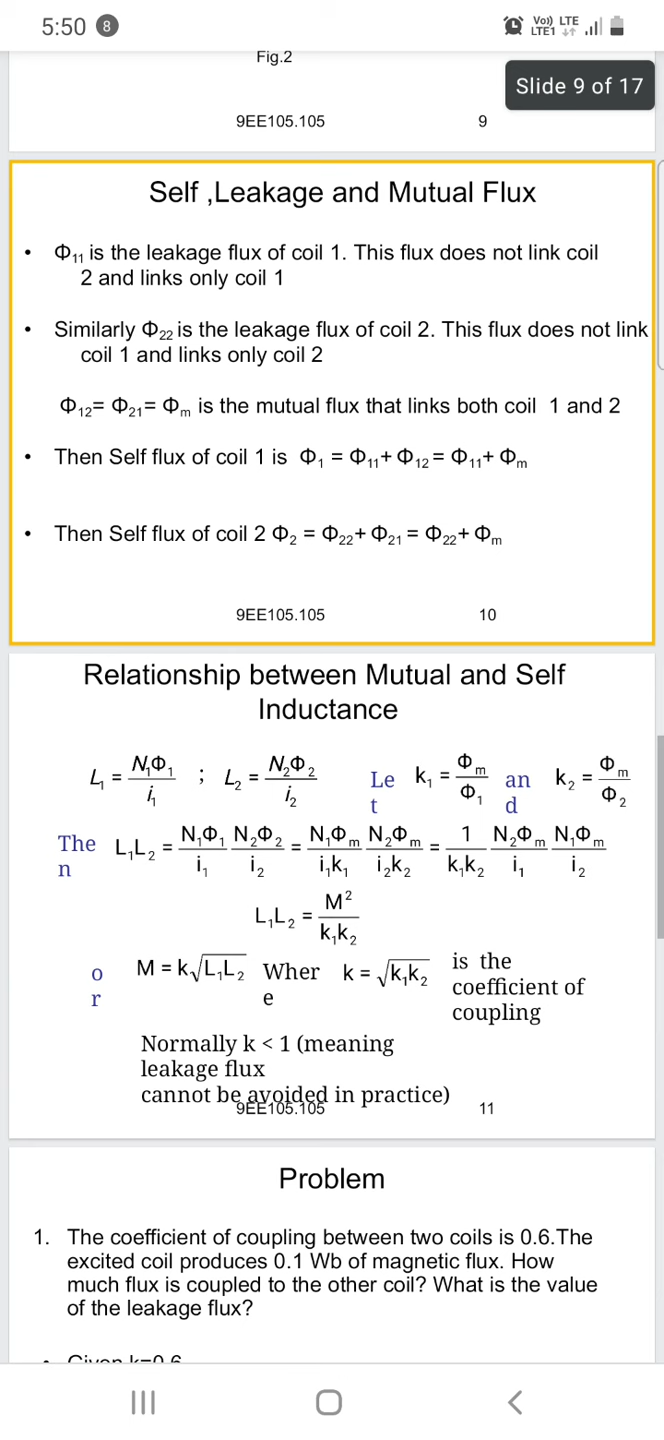 5:50 8 Vo)) LTE LTE1
Fig.2
Slide 9 of 17
9EE105.105 9
Self ,Leakage and Mutual Flux
• Φ₁₁ is the leakage flux of coil 1. This flux does not link coil
2 and links only coil 1
• Similarly Φ₂₂ is the leakage flux of coil 2. This flux does not link
coil 1 and links only coil 2
Φ₁₂= Φ₂₁= Φₘ is the mutual flux that links both coil 1 and 2
• Then Self flux of coil 1 is Φ₁ = Φ₁₁+ Φ₁₂ = Φ₁₁+ Φₘ
• Then Self flux of coil 2 Φ₂ = Φ₂₂+ Φ₂₁ = Φ₂₂+ Φₘ
9EE105.105 10
Relationship between Mutual and Self
Inductance
L₁ = N₁Φ₁/i₁ ; L₂ = N₂Φ₂/i₂ Le t k₁ = Φₘ/Φ₁ an d k₂ = Φₘ/Φ₂
The n L₁L₂ = N₁Φ₁/i₁ N₂Φ₂/i₂ = N₁Φₘ/i₁k₁ N₂Φₘ/i₂k₂ = 1/k₁k₂ N₂Φₘ/i₁ N₁Φₘ/i₂
L₁L₂ = M²/k₁k₂
o r M = k√L₁L₂ Wher e k = √k₁k₂ is the
coefficient of
coupling
Normally k < 1 (meaning
leakage flux
cannot be avoided in practice)
9EE105.105 11
Problem
1. The coefficient of coupling between two coils is 0.6.The
excited coil produces 0.1 Wb of magnetic flux. How
much flux is coupled to the other coil? What is the value
of the leakage flux?
• Given k=0.6